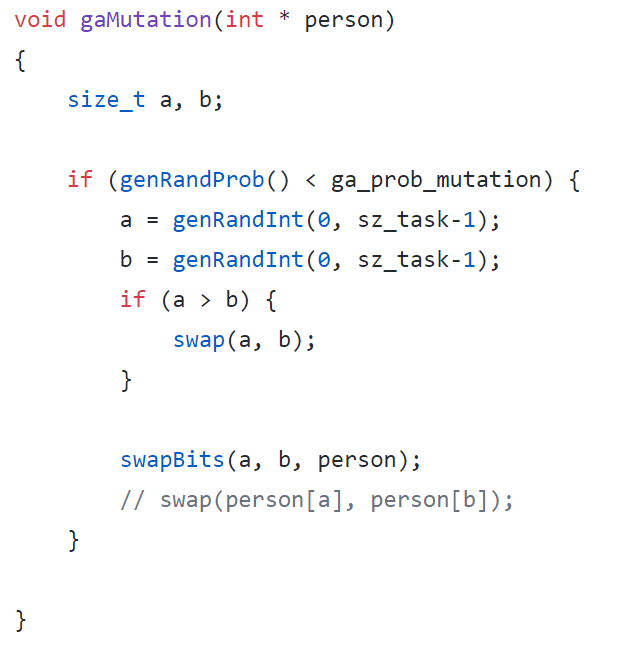 void gaMutation(int * person)
{
    size_t a, b;

    if (genRandProb() < ga_prob_mutation) {
        a = genRandInt(0, sz_task-1);
        b = genRandInt(0, sz_task-1);
        if (a > b) {
            swap(a, b);
        }

        swapBits(a, b, person);
        // swap(person[a], person[b]);
    }

}